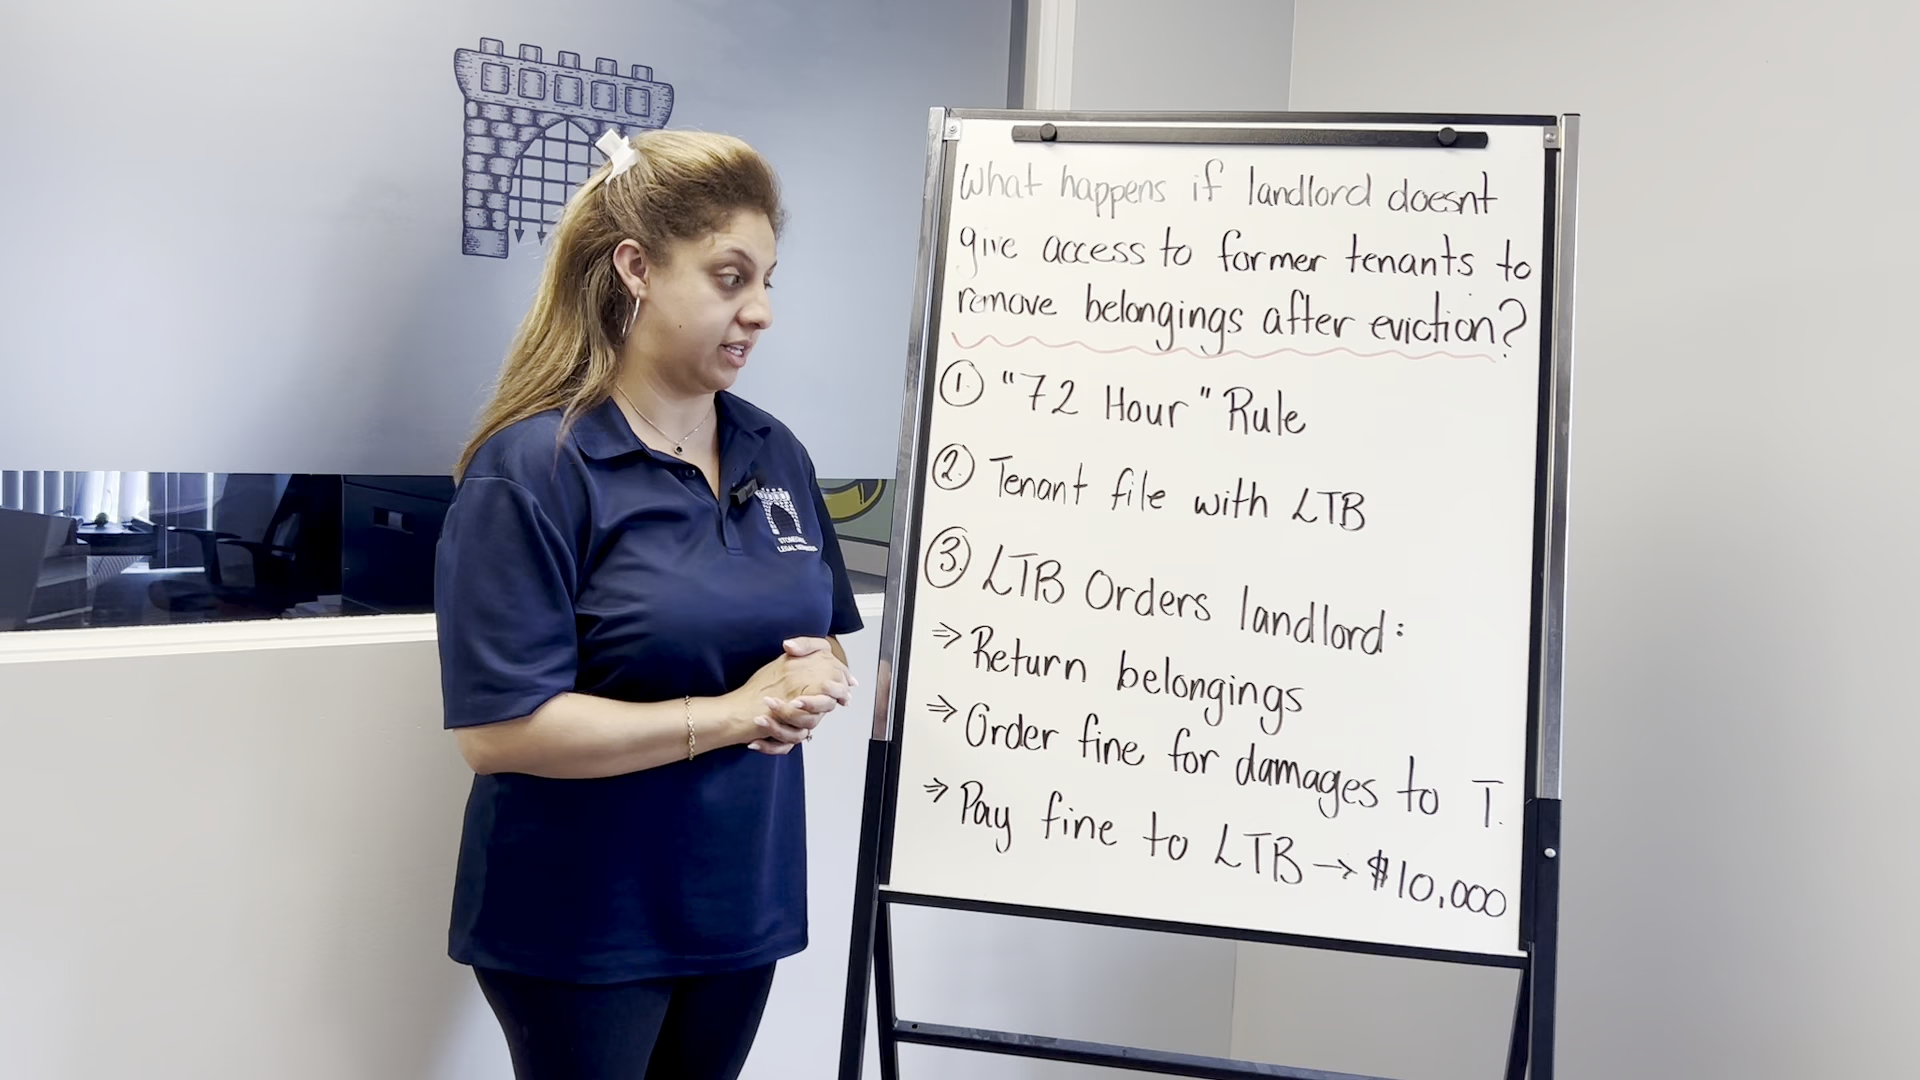 What happens if landlord doesnt
give access to former tenants to
remove belongings after eviction?
1. "72 Hour" Rule
2. Tenant file with LTB
3. LTB Orders landlord:
⇒ Return belongings
⇒ Order fine for damages to T.
⇒ Pay fine to LTB → $10,000
LEGAL